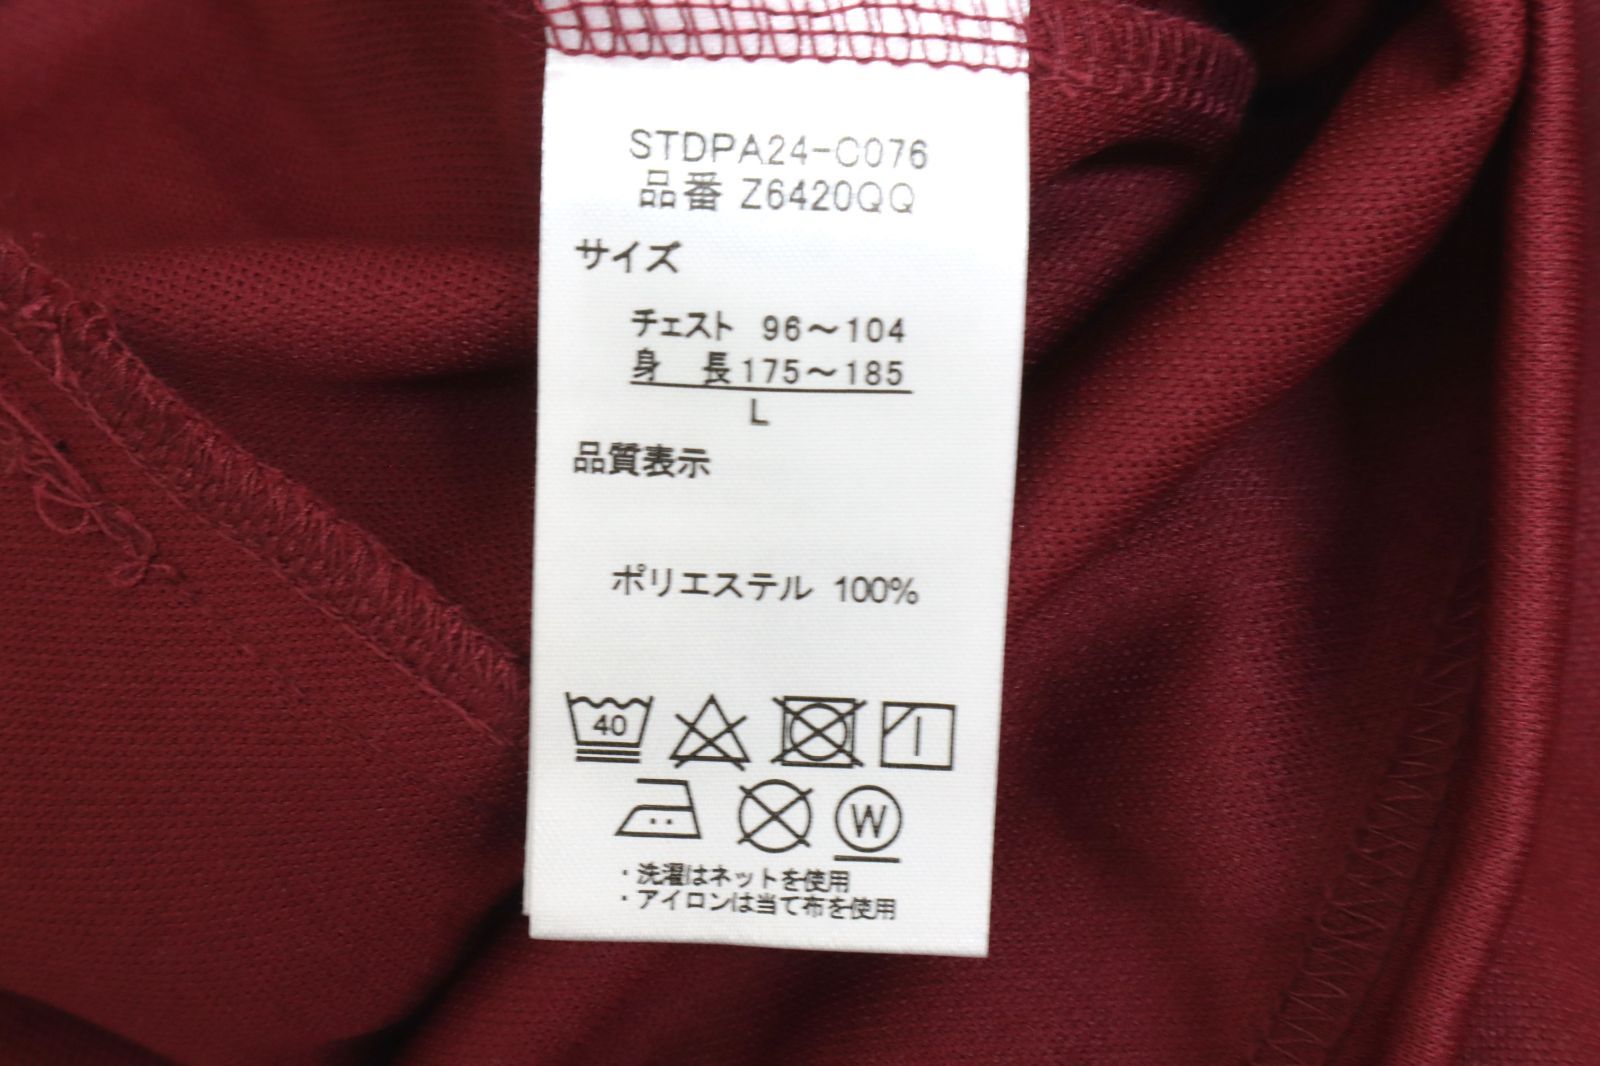 STDPA24-C076
品番 Z6420QQ
サイズ
チェスト 96～104
身 長 175～185
L
品質表示
ポリエステル 100%
40
W
・洗濯はネットを使用
・アイロンは当て布を使用